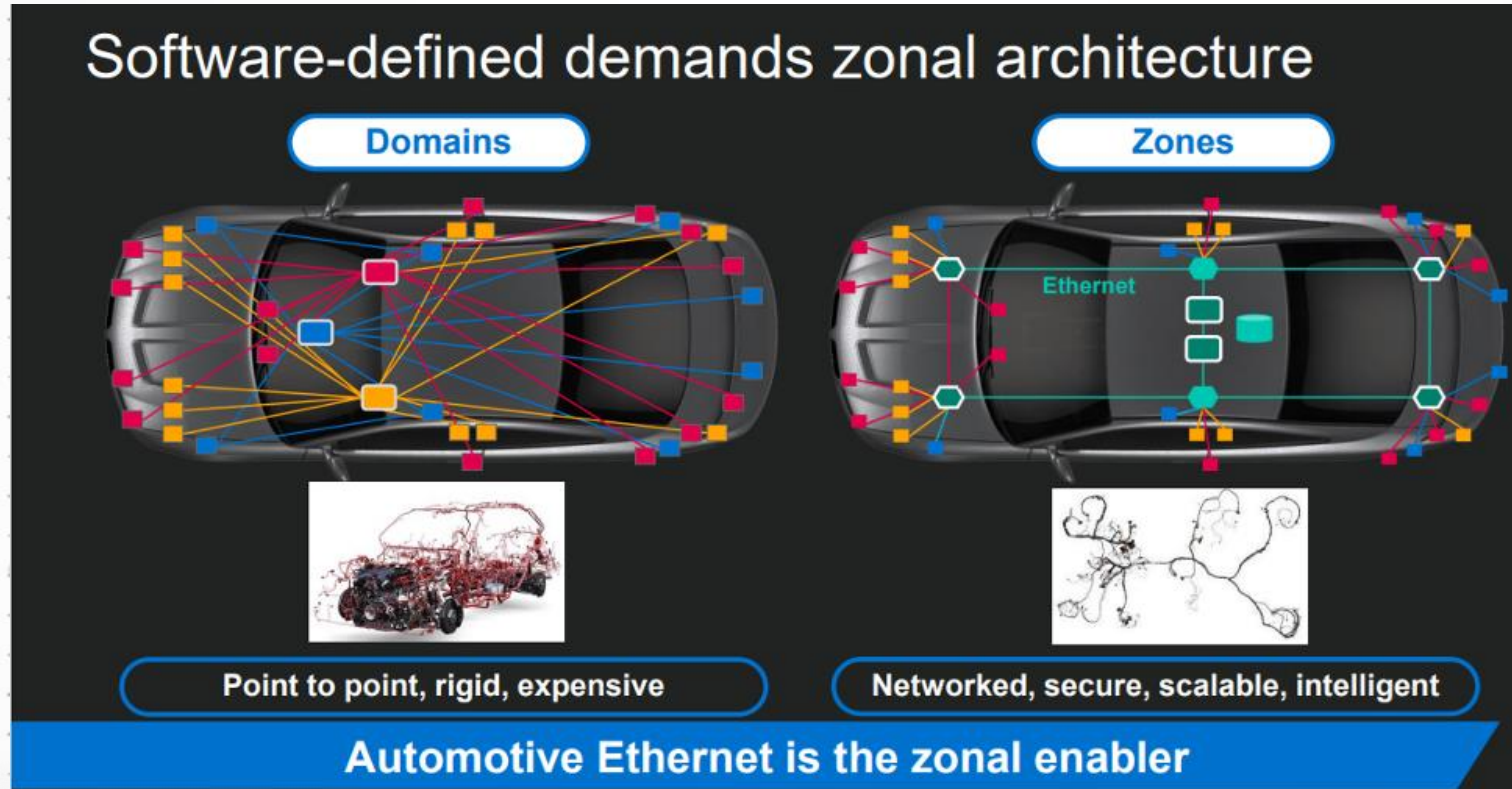 Software-defined demands zonal architecture
Domains
Zones
Ethernet
Point to point, rigid, expensive
Networked, secure, scalable, intelligent
Automotive Ethernet is the zonal enabler